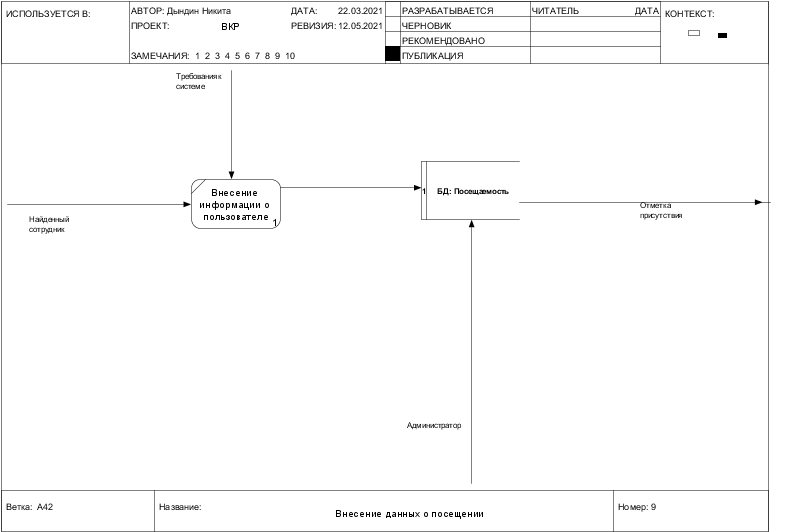 ИСПОЛЬЗУЕТСЯ В:
АВТОР: Дындин Никита
ДАТА: 22.03.2021
ПРОЕКТ: ВКР
РЕВИЗИЯ: 12.05.2021
ЗАМЕЧАНИЯ: 1 2 3 4 5 6 7 8 9 10
РАЗРАБАТЫВАЕТСЯ
ЧЕРНОВИК
РЕКОМЕНДОВАНО
ПУБЛИКАЦИЯ
ЧИТАТЕЛЬ ДАТА
КОНТЕКСТ:
Требования к
системе
Внесение
информации о
пользователе
1
1
БД: Посещаемость
Найденный
сотрудник
Отметка
присутствия
Администратор
Ветка: A42
Название:
Внесение данных о посещении
Номер: 9